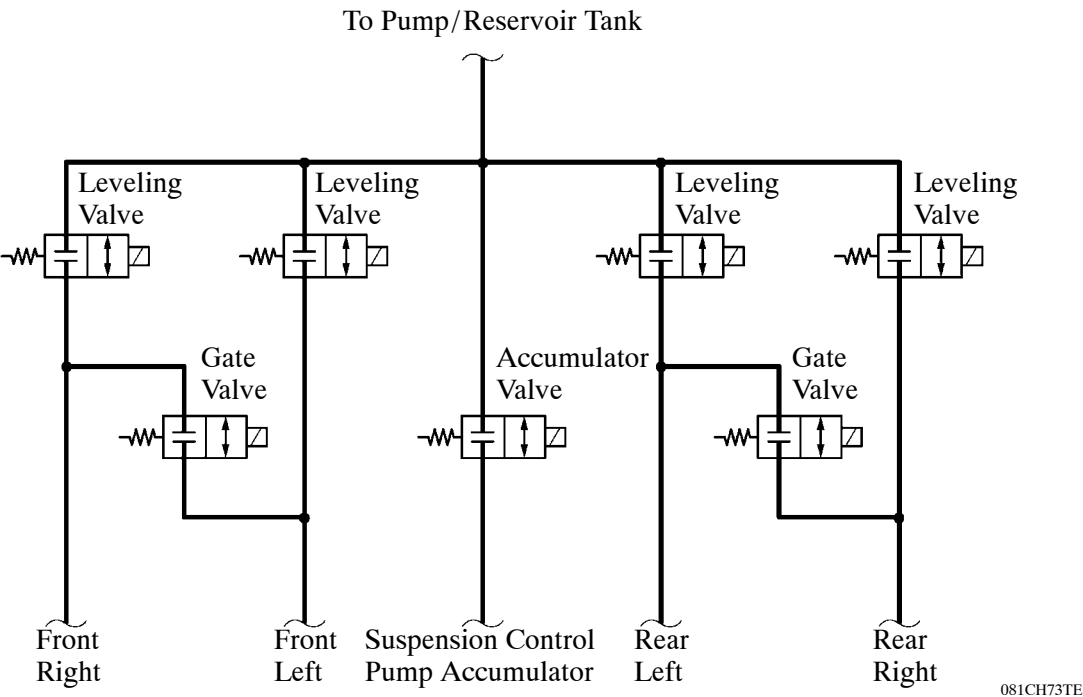 To Pump/Reservoir Tank
Leveling
Valve
Leveling
Valve
Leveling
Valve
Leveling
Valve
Gate
Valve
Accumulator
Valve
Gate
Valve
Front
Right
Front
Left
Suspension Control
Pump Accumulator
Rear
Left
Rear
Right
081CH73TE